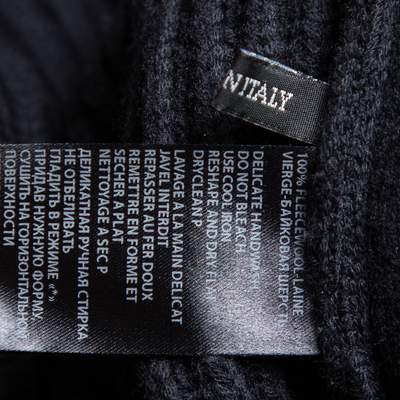 N.ITALY
100% FLEECEWOOL, LAINE
VIERGE-БАЙКОВАЯ ШЕРСТЬ
DELICATE HANDWASH
DO NOT BLEACH
USE COOL IRON
RESHAPE AND DRY FLAT
DRYCLEAN P
LAVAGE A LA MAIN DELICAT
JAVEL INTERDIT
REPASSER AU FER DOUX
REMETTRE EN FORME ET
SECHER A PLAT
NETTOYAGE A SEC P
ДЕЛИКАТНАЯ РУЧНАЯ СТИРКА
НЕ ОТБЕЛИВАТЬ
ГЛАДИТЬ В РЕЖИМЕ «*»
ПРИДАВ НУЖНУЮ ФОРМУ
СУШИТЬ НА ГОРИЗОНТАЛЬНОЙ
ПОВЕРХНОСТИ